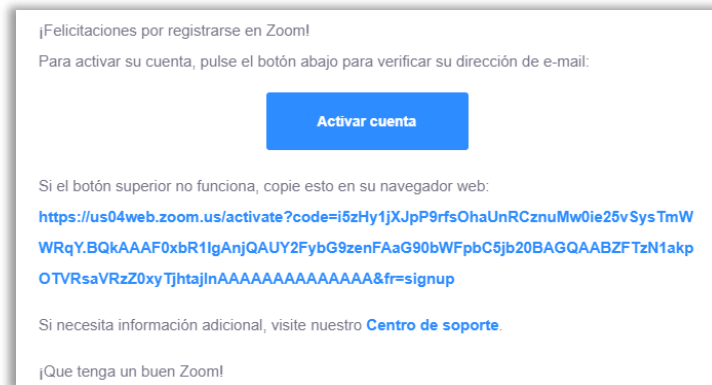 ¡Felicitaciones por registrarse en Zoom!
Para activar su cuenta, pulse el botón abajo para verificar su dirección de e-mail:
Activar cuenta
Si el botón superior no funciona, copie esto en su navegador web:
https://us04web.zoom.us/activate?code=i5zHy1jXJpP9rfsOhaUnRCznuMw0ie25vSysTmW
WRqY.BQkAAAF0xbR1IgAnjQAUY2FybG9zenFAaG90bWFpbC5jb20BAGQAABZFTzN1akp
OTVRsaVRzZ0xyTjhtajlnAAAAAAAAAAAAAA&fr=signup
Si necesita información adicional, visite nuestro Centro de soporte.
¡Que tenga un buen Zoom!